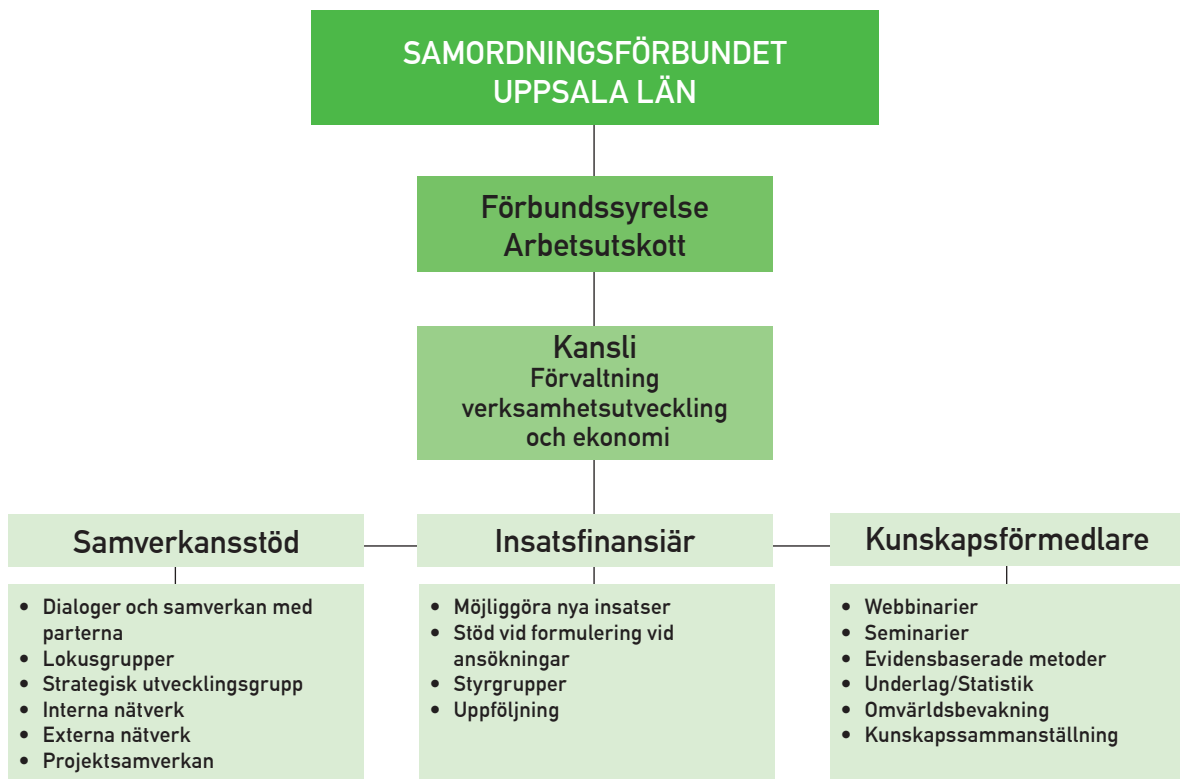 SAMORDNINGSFÖRBUNDET
UPPSALA LÄN
Förbundssyrelse
Arbetsutskott
Kansli
Förvaltning
verksamhetsutveckling
och ekonomi
Samverkansstöd
• Dialoger och samverkan med
parterna
• Lokusgrupper
• Strategisk utvecklingsgrupp
• Interna nätverk
• Externa nätverk
• Projektsamverkan
Insatsfinansiär
• Möjliggöra nya insatser
• Stöd vid formulering vid
ansökningar
• Styrgrupper
• Uppföljning
Kunskapsförmedlare
• Webbinarier
• Seminarier
• Evidensbaserade metoder
• Underlag/Statistik
• Omvärldsbevakning
• Kunskapssammanställning